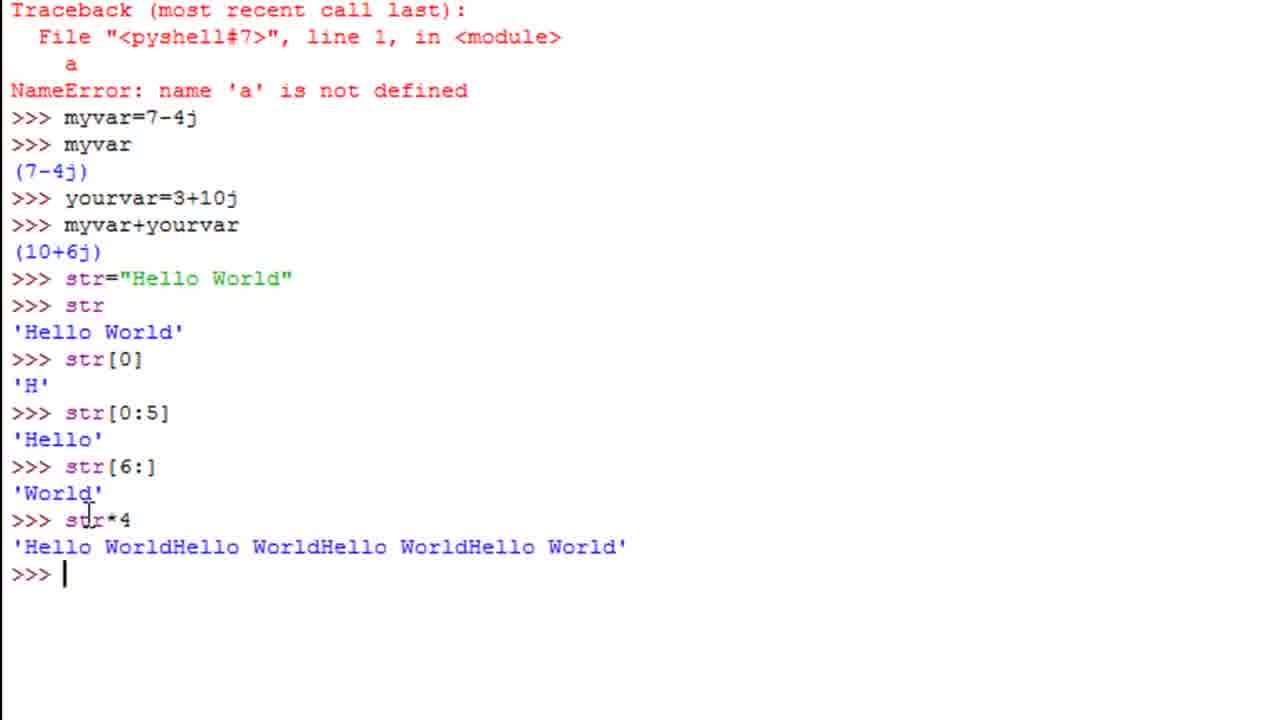 Traceback (most recent call last):
  File "<pyshell#7>", line 1, in <module>
    a
NameError: name 'a' is not defined
>>> myvar=7-4j
>>> myvar
(7-4j)
>>> yourvar=3+10j
>>> myvar+yourvar
(10+6j)
>>> str="Hello World"
>>> str
'Hello World'
>>> str[0]
'H'
>>> str[0:5]
'Hello'
>>> str[6:]
'World'
>>> str*4
'Hello WorldHello WorldHello WorldHello World'
>>>